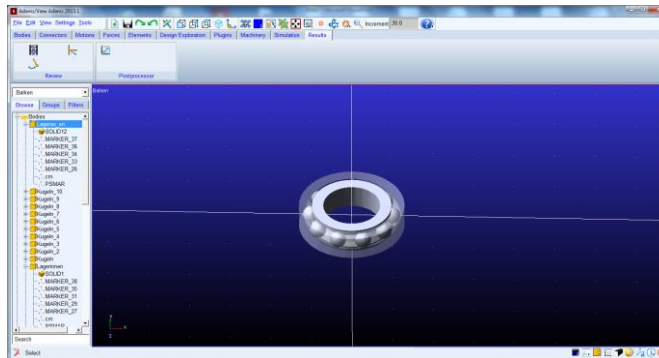 Adams/View Adams 2013.1
File Edit View Settings Tools
Increment 30.0
Bodies Connectors Motions Forces Elements Design Exploration Plugins Machinery Simulation Results
Review Postprocessor
Balken
Balken
Browse Groups Filters
Bodies
SOLID12
MARKER_37
MARKER_36
MARKER_34
MARKER_33
MARKER_26
cm
PSMAR
Kugeln_10
Kugeln_9
Kugeln_8
Kugeln_7
Kugeln_6
Kugeln_5
Kugeln_4
Kugeln_3
Kugeln_2
Kugeln
Lagerinnen
SOLID1
MARKER_38
MARKER_35
MARKER_31
MARKER_29
MARKER_27
cm
Search
Select